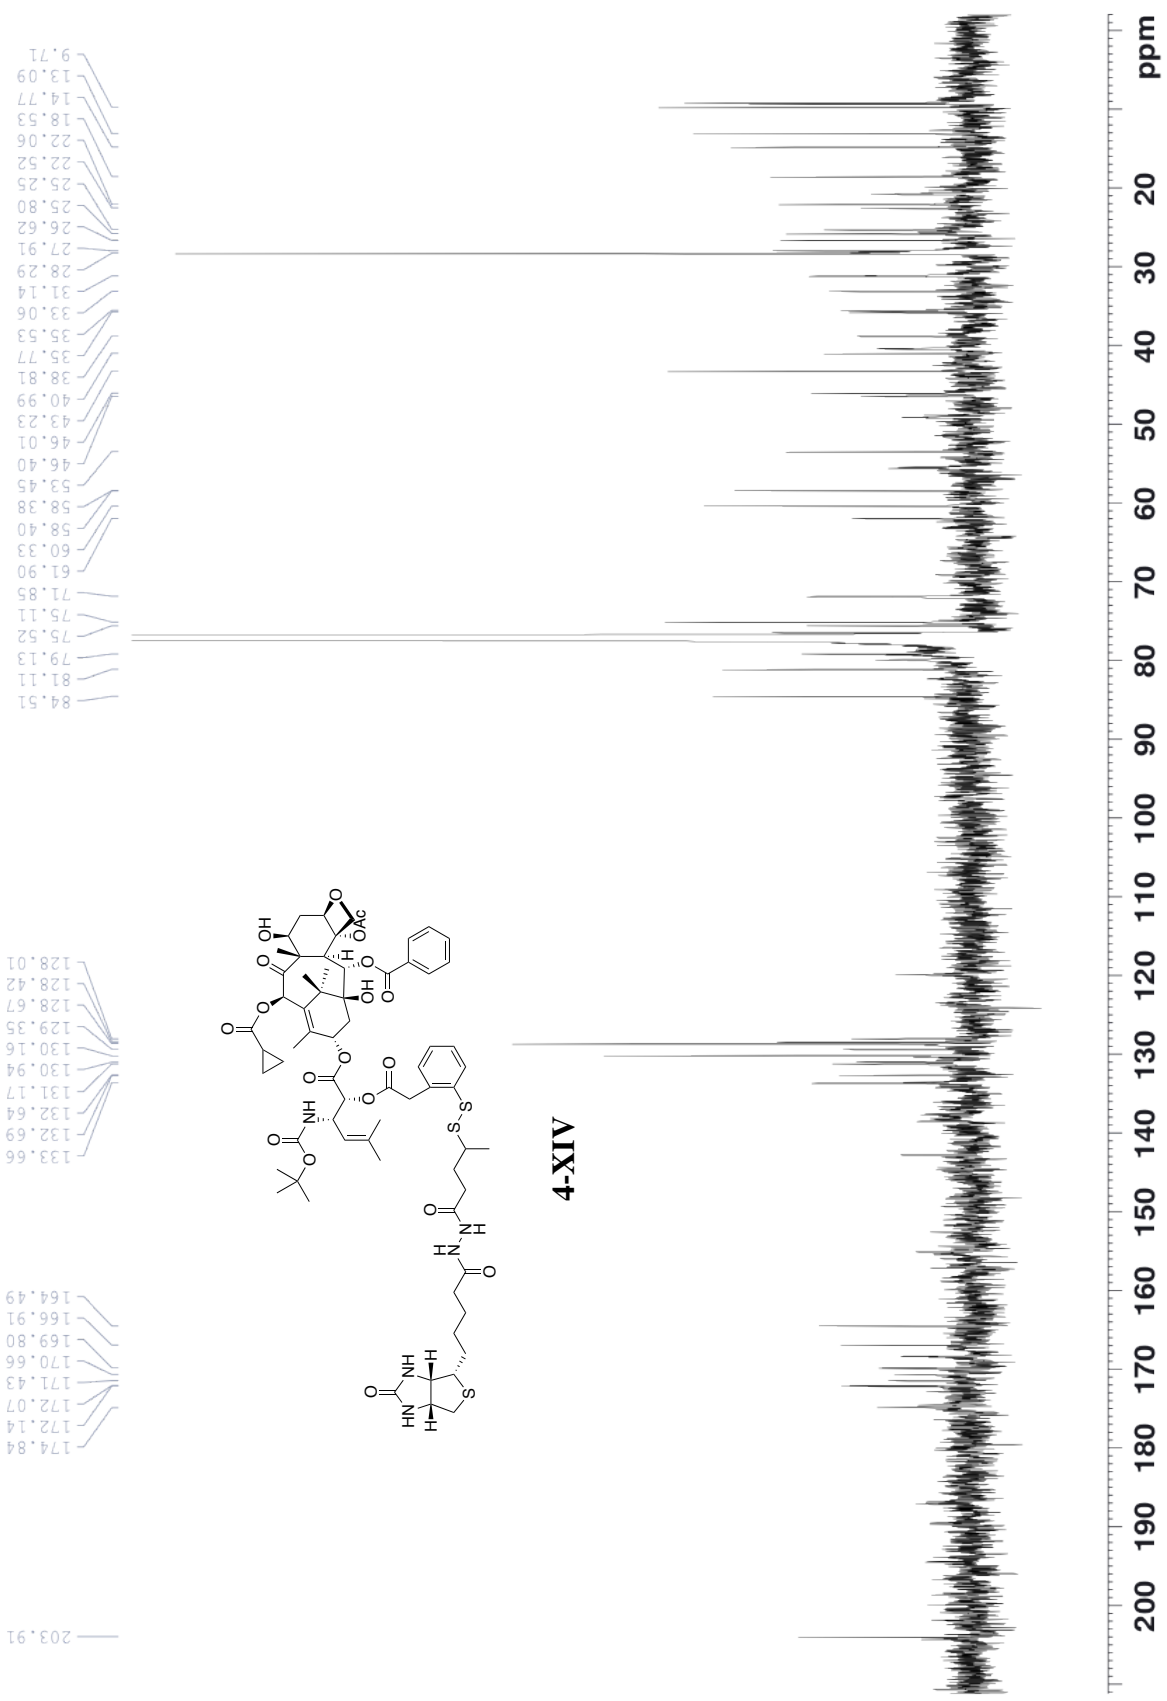 203.91
174.84
172.14
172.07
171.43
170.66
169.80
166.91
164.49
133.66
132.69
132.64
131.17
130.94
130.16
129.35
128.67
128.42
128.01
84.51
81.11
79.13
75.52
75.11
71.85
61.90
60.33
58.40
58.38
53.45
46.40
46.01
43.23
40.99
38.81
35.77
35.53
33.06
31.14
28.29
27.91
26.62
25.80
25.25
22.52
22.06
18.53
14.77
13.09
9.71
O
O
O
OH
O
O
NH
O
O
O
H
OAc
O
O
OH
O
O
O
HN
NH
O
H
H
S
H
N
N
H
O
O
S
S
4-XIV
200 190 180 170 160 150 140 130 120 110 100 90 80 70 60 50 40 30 20 ppm